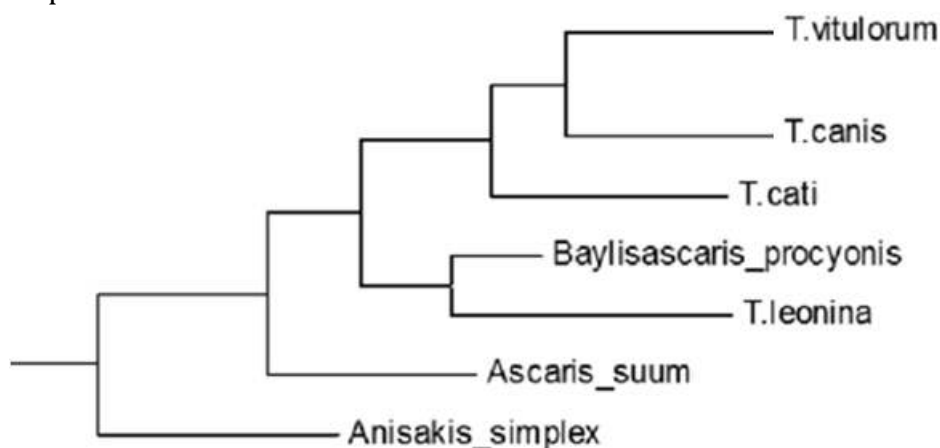 T.vitulorum
T.canis
T.cati
Baylisascaris_procyonis
T.leonina
Ascaris_suum
Anisakis_simplex